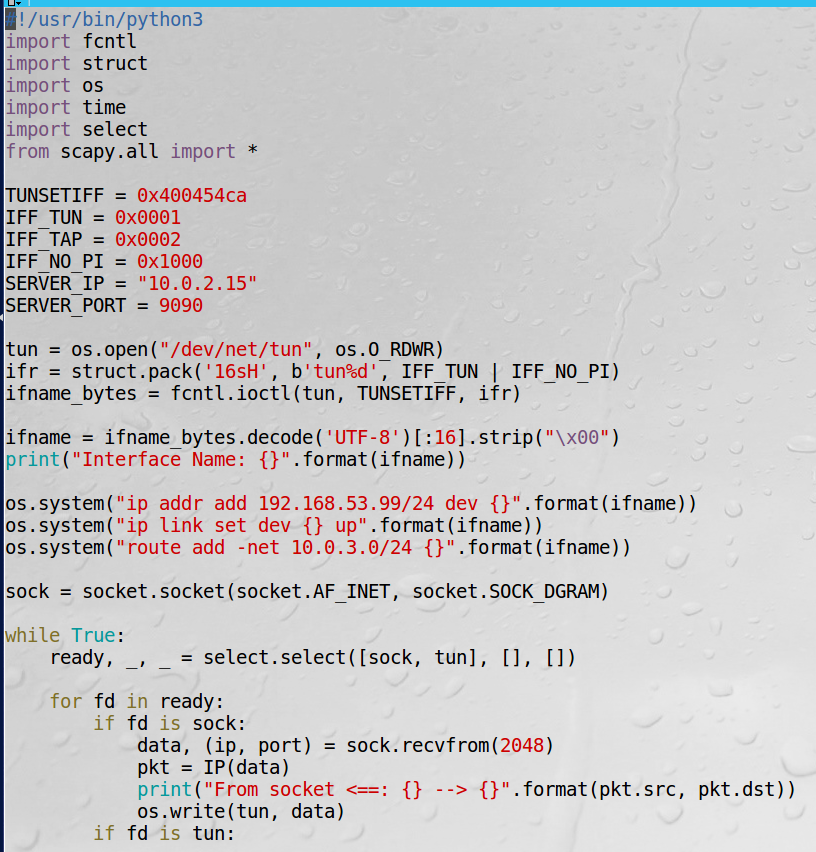 #!/usr/bin/python3
import fcntl
import struct
import os
import time
import select
from scapy.all import *

TUNSETIFF = 0x400454ca
IFF_TUN = 0x0001
IFF_TAP = 0x0002
IFF_NO_PI = 0x1000
SERVER_IP = "10.0.2.15"
SERVER_PORT = 9090

tun = os.open("/dev/net/tun", os.O_RDWR)
ifr = struct.pack('16sH', b'tun%d', IFF_TUN | IFF_NO_PI)
ifname_bytes = fcntl.ioctl(tun, TUNSETIFF, ifr)

ifname = ifname_bytes.decode('UTF-8')[:16].strip("\x00")
print("Interface Name: {}".format(ifname))

os.system("ip addr add 192.168.53.99/24 dev {}".format(ifname))
os.system("ip link set dev {} up".format(ifname))
os.system("route add -net 10.0.3.0/24 {}".format(ifname))

sock = socket.socket(socket.AF_INET, socket.SOCK_DGRAM)

while True:
    ready, _, _ = select.select([sock, tun], [], [])

    for fd in ready:
        if fd is sock:
            data, (ip, port) = sock.recvfrom(2048)
            pkt = IP(data)
            print("From socket <==: {} --> {}".format(pkt.src, pkt.dst))
            os.write(tun, data)
        if fd is tun: